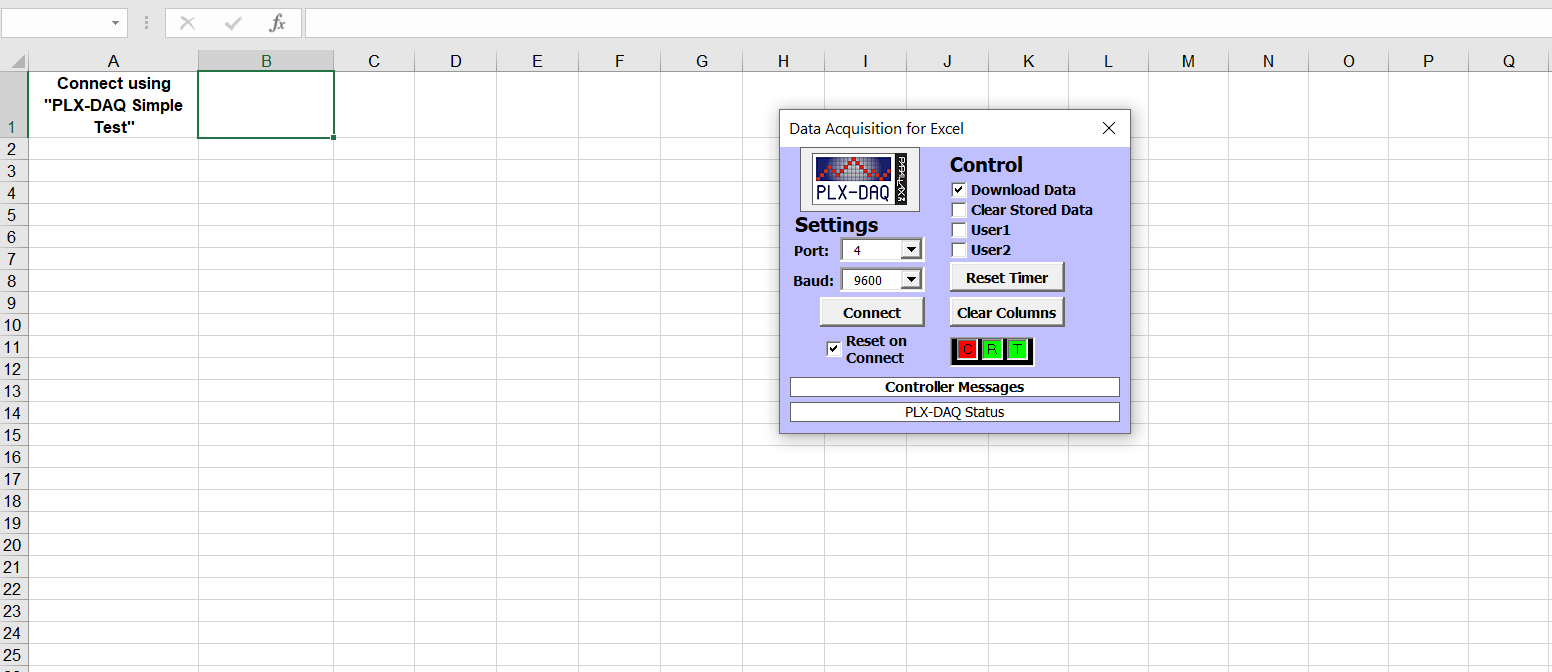 fx
A B C D E F G H I J K L M N O P Q
Connect using
"PLX-DAQ Simple
Test"
1
2
3
4
5
6
7
8
9
10
11
12
13
14
15
16
17
18
19
20
21
22
23
24
25
Data Acquisition for Excel
PLX-DAQ
PARALLAX
Settings
Port: 4
Baud: 9600
Connect
Reset on
Connect
Control
Download Data
Clear Stored Data
User1
User2
Reset Timer
Clear Columns
C R T
Controller Messages
PLX-DAQ Status